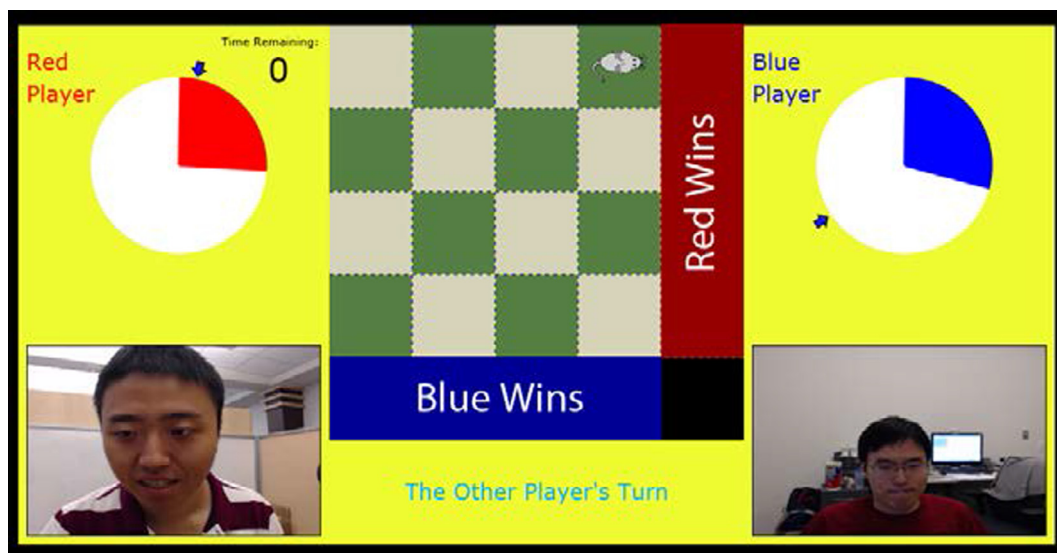 Red
Player
Time Remaining:
0
Red Wins
Blue
Player
Blue Wins
The Other Player's Turn